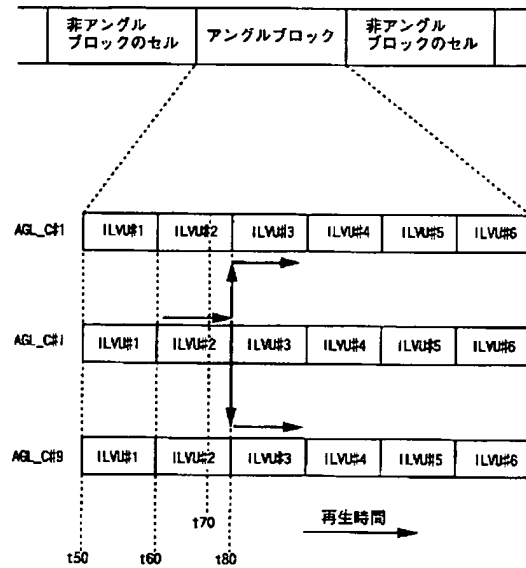 非アングル
ブロックのセル
アングルブロック
非アングル
ブロックのセル
AGL_C#1 ILVU#1 ILVU#2 ILVU#3 ILVU#4 ILVU#5 ILVU#6
AGL_C#i ILVU#1 ILVU#2 ILVU#3 ILVU#4 ILVU#5 ILVU#6
AGL_C#9 ILVU#1 ILVU#2 ILVU#3 ILVU#4 ILVU#5 ILVU#6
t70 再生時間
t50 t60 t80